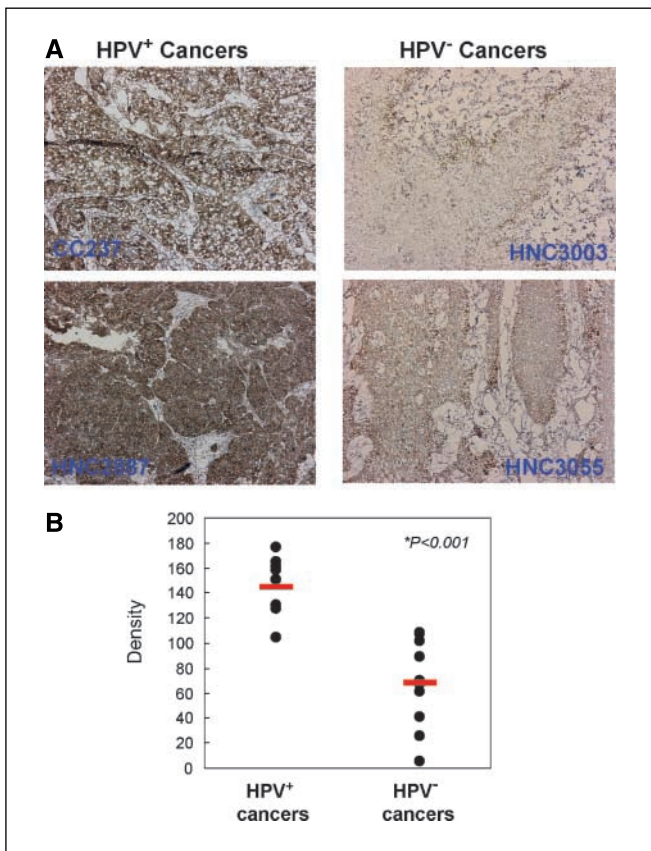 A
HPV+ Cancers
HPV- Cancers
CC237
HNC3003
HNC3055
B
200
180
160
140
120
100
80
60
40
20
0
Density
*P<0.001
HPV+
cancers
HPV-
cancers